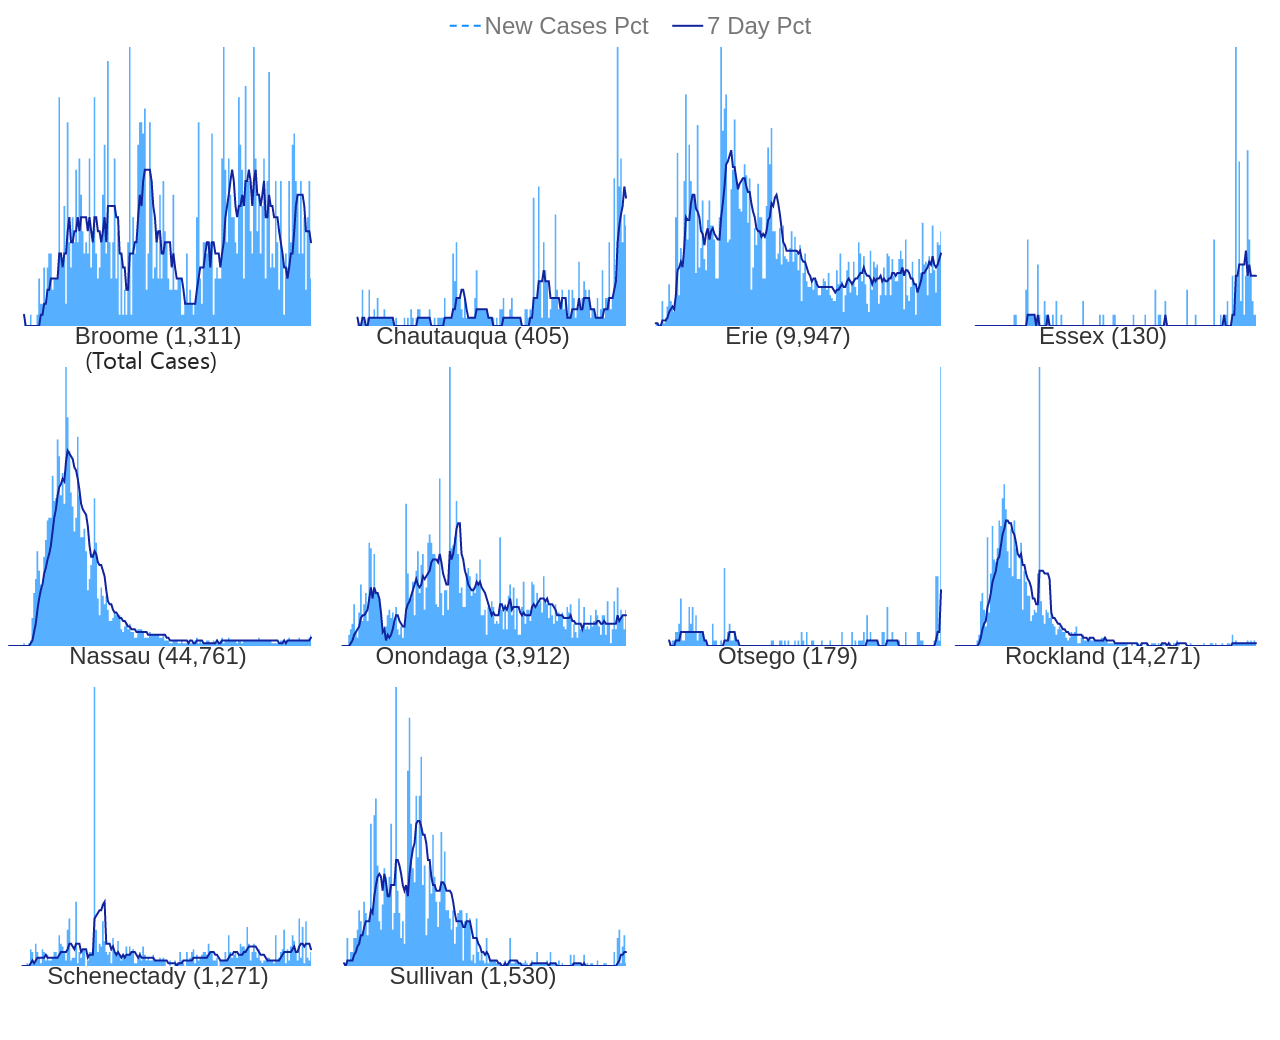 New Cases Pct 7 Day Pct
Broome (1,311) Chautauqua (405) Erie (9,947) Essex (130)
(Total Cases)
Nassau (44,761) Onondaga (3,912) Otsego (179) Rockland (14,271)
Schenectady (1,271) Sullivan (1,530)